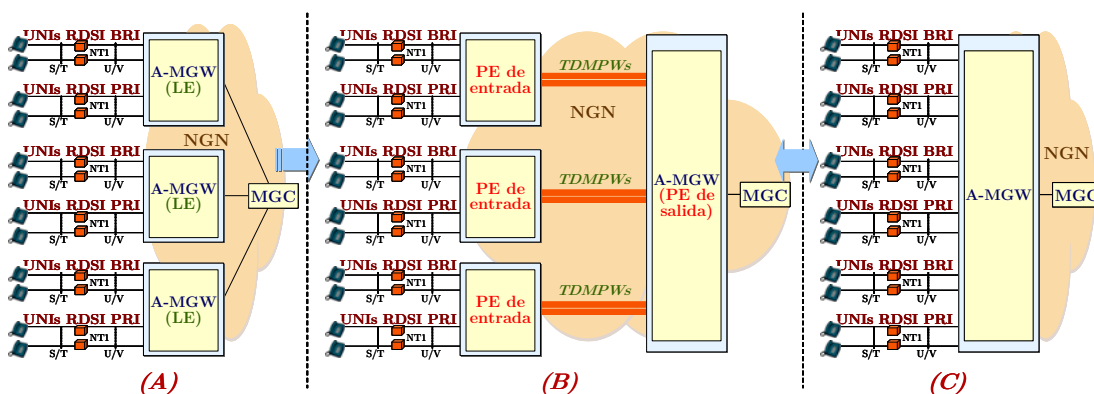 UNIs RDSI BRI
NT1
S/T U/V
UNIs RDSI PRI
NT1
S/T U/V
A-MGW
(LE)
UNIs RDSI BRI
NT1
S/T U/V
UNIs RDSI PRI
NT1
S/T U/V
A-MGW
(LE)
UNIs RDSI BRI
NT1
S/T U/V
UNIs RDSI PRI
NT1
S/T U/V
A-MGW
(LE)
NGN
MGC
(A)
UNIs RDSI BRI
NT1
S/T U/V
UNIs RDSI PRI
NT1
S/T U/V
PE de
entrada
TDMPWs
UNIs RDSI BRI
NT1
S/T U/V
UNIs RDSI PRI
NT1
S/T U/V
PE de
entrada
TDMPWs
UNIs RDSI BRI
NT1
S/T U/V
UNIs RDSI PRI
NT1
S/T U/V
PE de
entrada
TDMPWs
NGN
A-MGW
(PE de
salida)
MGC
(B)
UNIs RDSI BRI
NT1
S/T U/V
UNIs RDSI PRI
NT1
S/T U/V
UNIs RDSI BRI
NT1
S/T U/V
UNIs RDSI PRI
NT1
S/T U/V
UNIs RDSI BRI
NT1
S/T U/V
UNIs RDSI PRI
NT1
S/T U/V
A-MGW
NGN
MGC
(C)